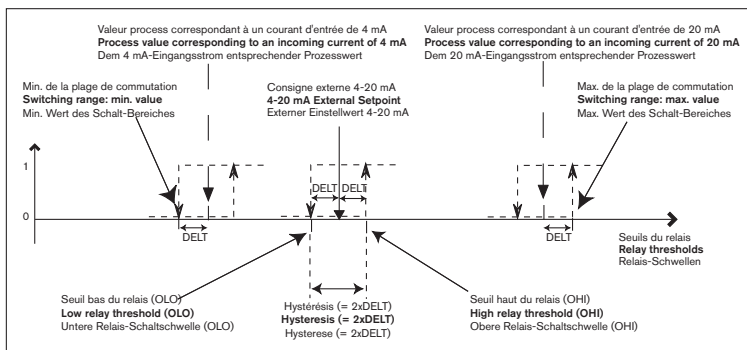 Valeur process correspondant à un courant d'entrée de 4 mA
Process value corresponding to an incoming current of 4 mA
Dem 4 mA-Eingangsstrom entsprechender Prozesswert
Valeur process correspondant à un courant d'entrée de 20 mA
Process value corresponding to an incoming current of 20 mA
Dem 20 mA-Eingangsstrom entsprechender Prozesswert
Min. de la plage de commutation
Switching range: min. value
Min. Wert des Schalt-Bereiches
Consigne externe 4-20 mA
4-20 mA External Setpoint
Externer Einstellwert 4-20 mA
Max. de la plage de commutation
Switching range: max. value
Max. Wert des Schalt-Bereiches
1
DELT
DELT
0
DELT
DELT
Seuils du relais
Relay thresholds
Relais-Schwellen
Seuil bas du relais (OLO)
Low relay threshold (OLO)
Untere Relais-Schaltschwelle (OLO)
Hystérésis (= 2xDELT)
Hysteresis (= 2xDELT)
Hysterese (= 2xDELT)
Seuil haut du relais (OHI)
High relay threshold (OHI)
Obere Relais-Schaltschwelle (OHI)